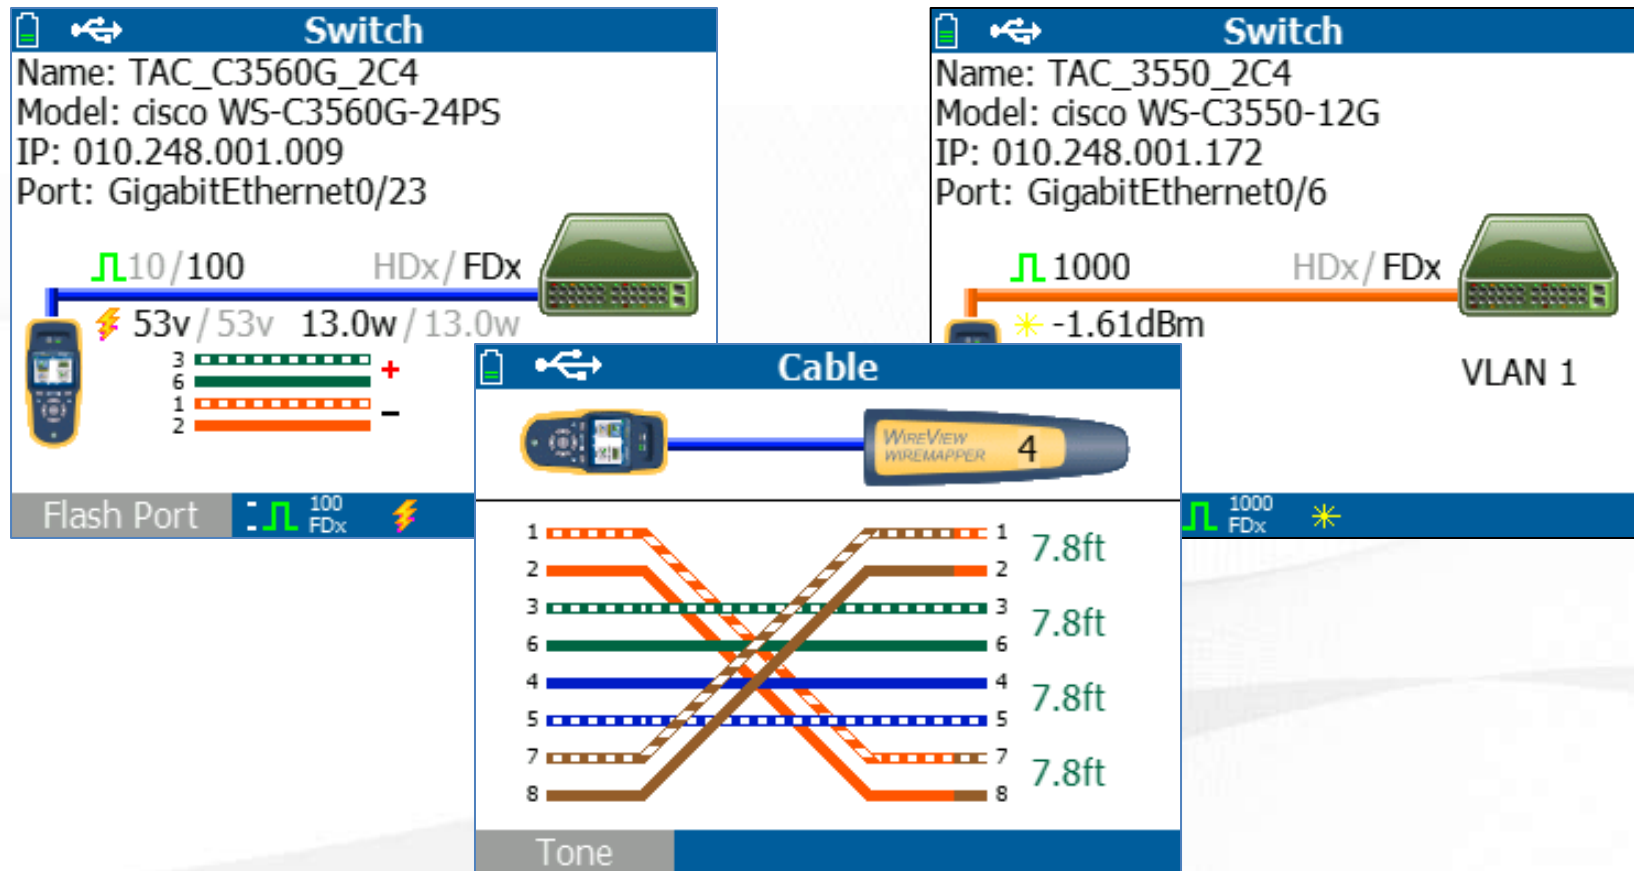 Switch
Name: TAC_C3560G_2C4
Model: cisco WS-C3560G-24PS
IP: 010.248.001.009
Port: GigabitEthernet0/23
10/100 HDx/FDx
53v/53v 13.0w/13.0w
3
+
6
1
–
2
Flash Port
100
FDx
Switch
Name: TAC_3550_2C4
Model: cisco WS-C3550-12G
IP: 010.248.001.172
Port: GigabitEthernet0/6
1000 HDx/FDx
-1.61dBm
VLAN 1
1000
FDx
Cable
WIREVIEW
WIREMAPPER
4
1 1
7.8ft
2 2
3 3
7.8ft
6 6
4 4
7.8ft
5 5
7 7
7.8ft
8 8
Tone